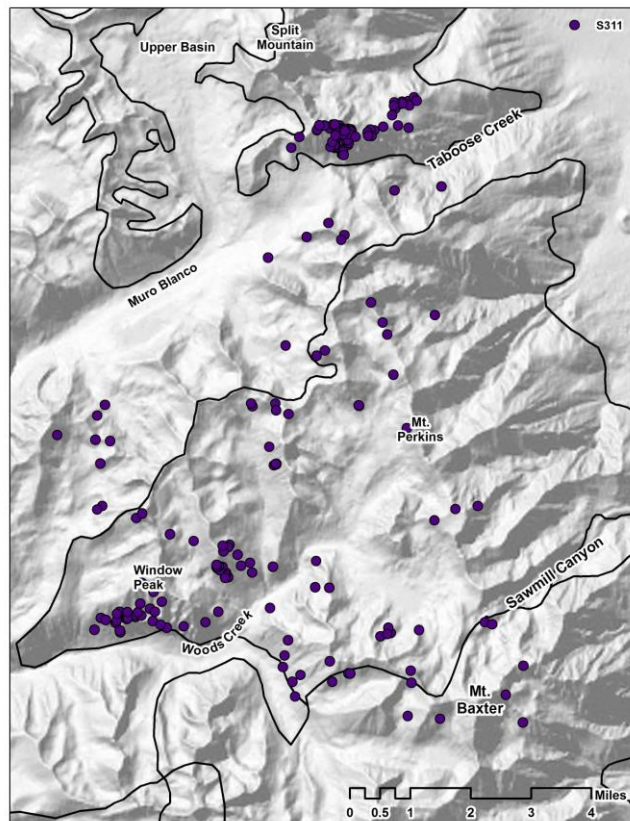 S311
Split
Mountain
Upper Basin
Taboose Creek
Muro Blanco
Mt.
Perkins
Window
Peak
Sawmill Canyon
Woods Creek
Mt.
Baxter
Miles
0 0.5 1 2 3 4